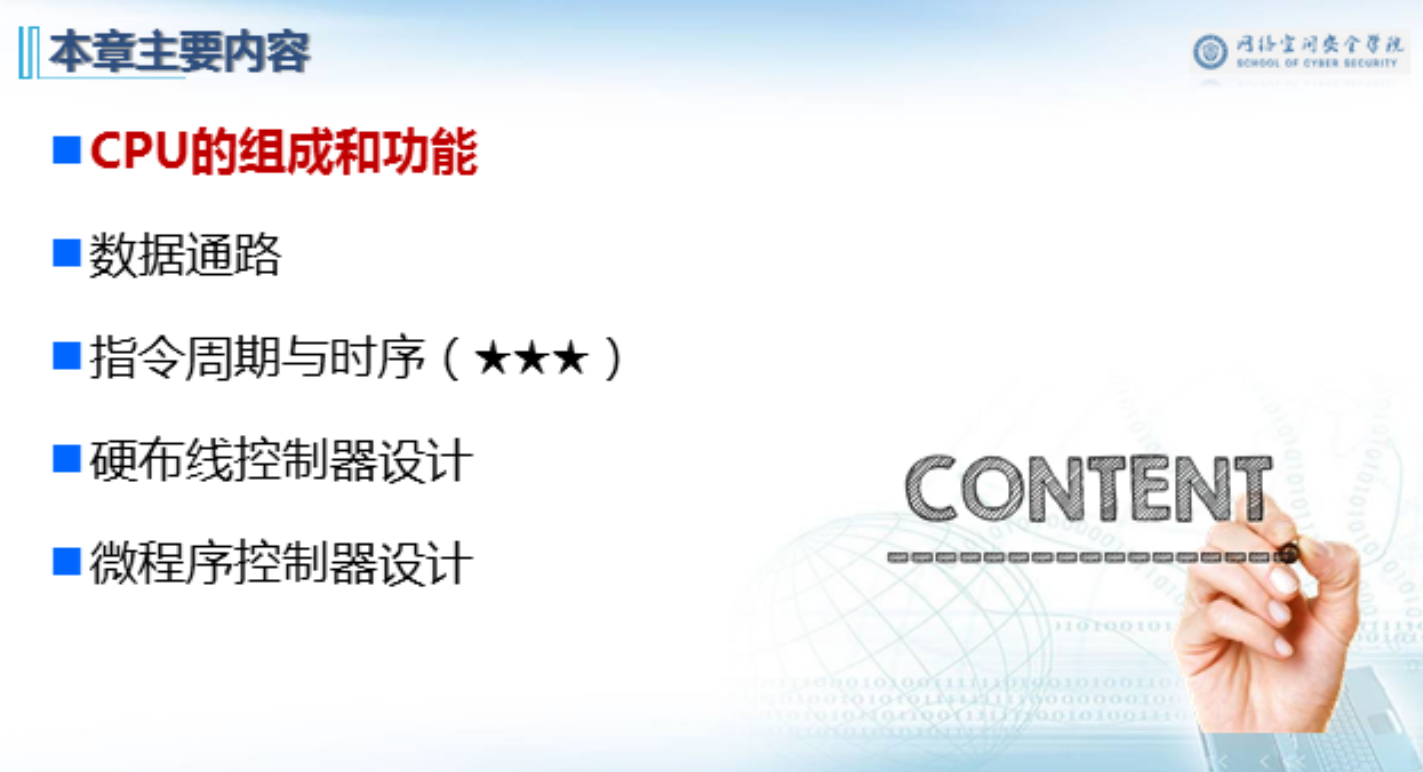 本章主要内容
网络空间安全学院
SCHOOL OF CYBER SECURITY
CPU的组成和功能
数据通路
指令周期与时序（★★★）
硬布线控制器设计
微程序控制器设计
CONTENT